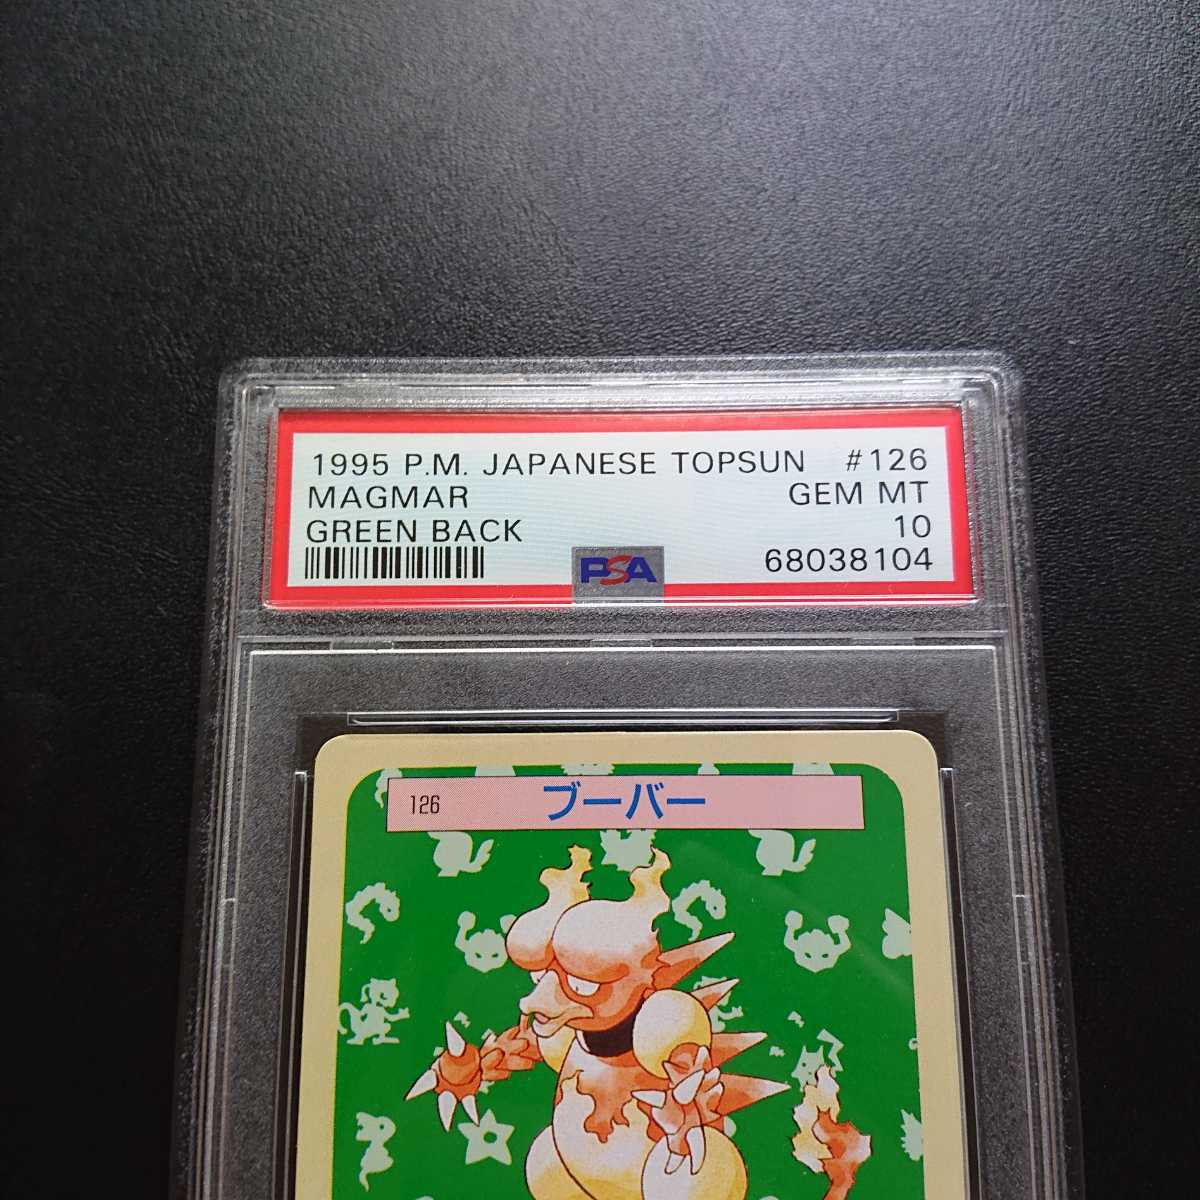 1995 P.M. JAPANESE TOPSUN #126
MAGMAR GEM MT
GREEN BACK 10
PSA 68038104
126 ブーバー